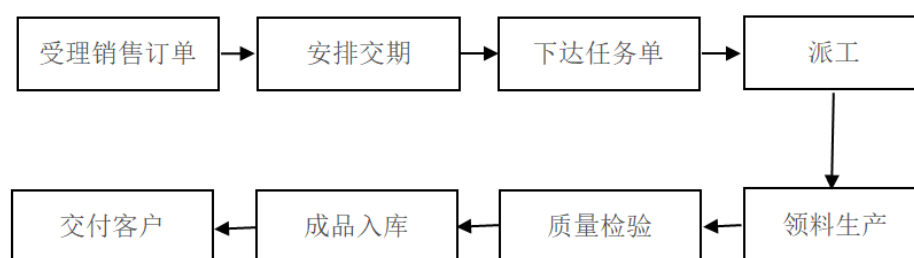 受理销售订单
安排交期
下达任务单
派工
领料生产
质量检验
成品入库
交付客户